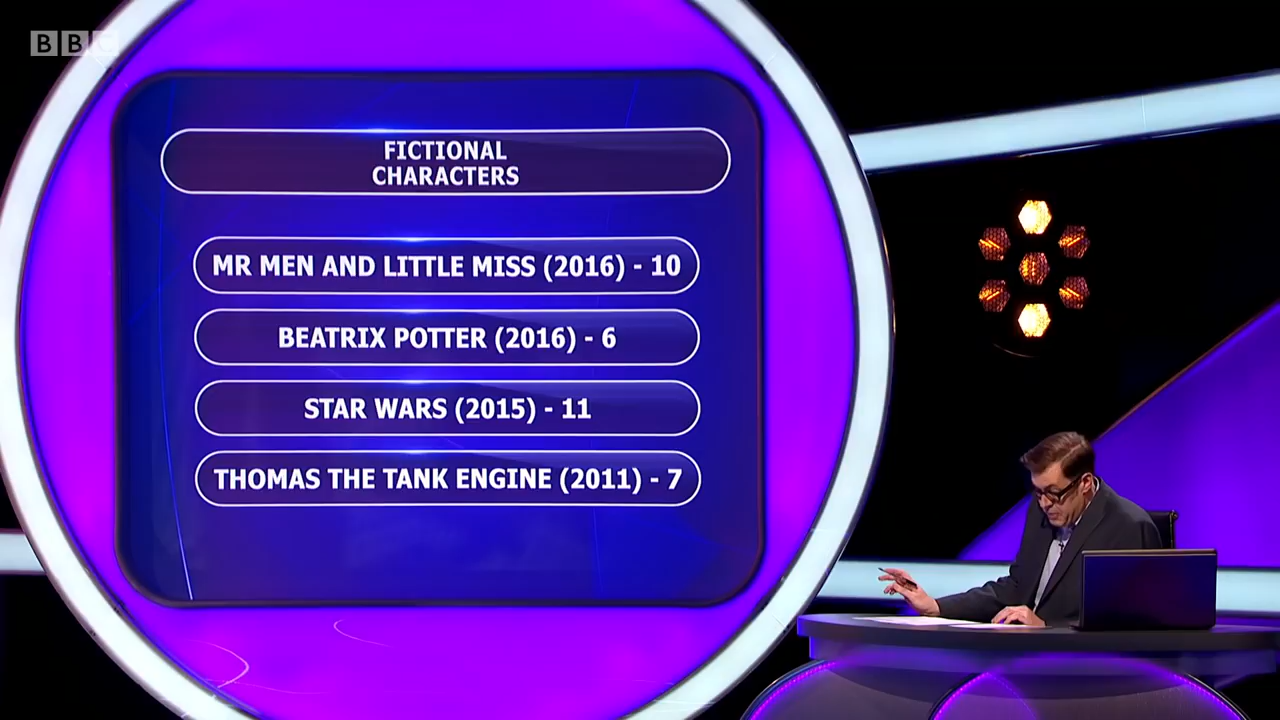 BBC
FICTIONAL
CHARACTERS
MR MEN AND LITTLE MISS (2016) - 10
BEATRIX POTTER (2016) - 6
STAR WARS (2015) - 11
THOMAS THE TANK ENGINE (2011) - 7